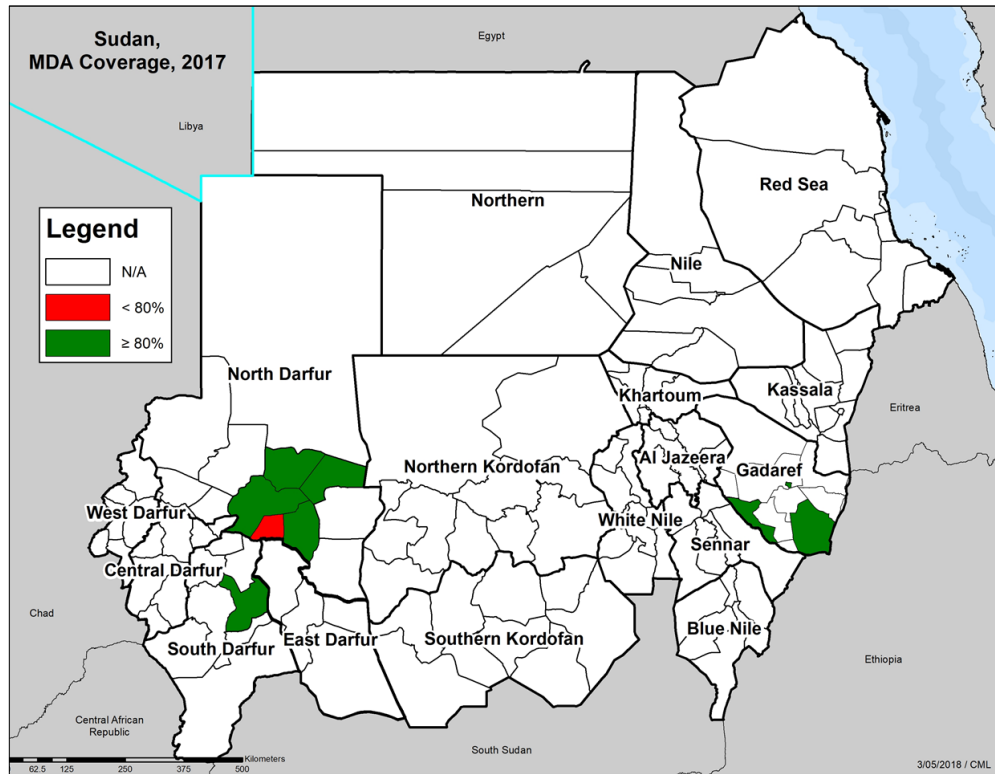 Sudan,
MDA Coverage, 2017
Egypt
Libya
Red Sea
Northern
Legend
N/A
< 80%
≥ 80%
Nile
North Darfur
Khartoum
Kassala
Eritrea
Northern Kordofan
Al Jazeera
Gadaref
West Darfur
White Nile
Sennar
Central Darfur
Chad
South Darfur
East Darfur
Southern Kordofan
Blue Nile
Ethiopia
Central African
Republic
South Sudan
Kilometers
62.5 125 250 375 500
3/05/2018 / CML